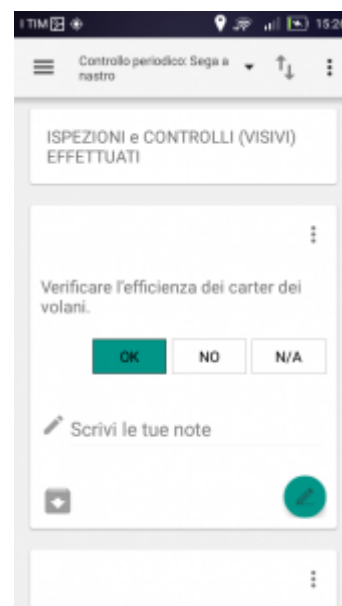 I TIM 15:20
Controllo periodico: Sega a
nastro
ISPEZIONI e CONTROLLI (VISIVI)
EFFETTUATI
Verificare l'efficienza dei carter dei
volani.
OK NO N/A
Scrivi le tue note